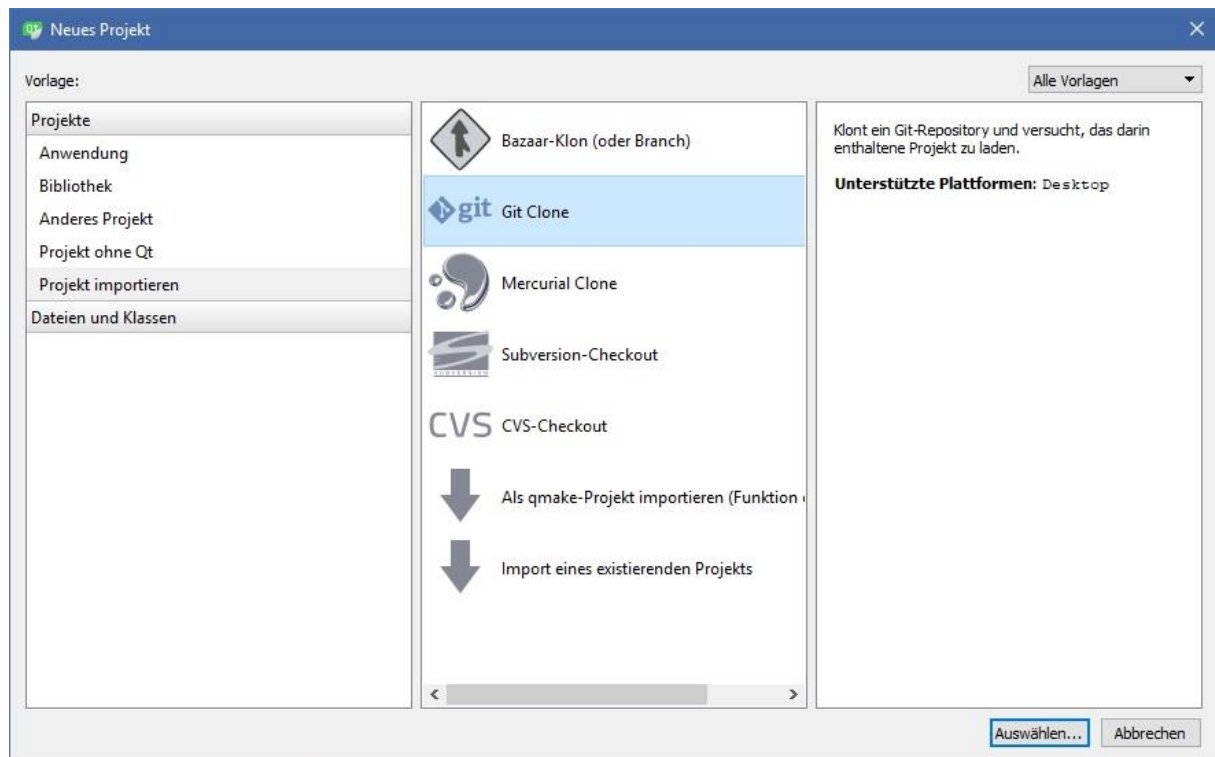 Neues Projekt
Vorlage:
Alle Vorlagen
Projekte
Anwendung
Bibliothek
Anderes Projekt
Projekt ohne Qt
Projekt importieren
Dateien und Klassen
Bazaar-Klon (oder Branch)
git Git Clone
Mercurial Clone
SUBVERSION Subversion-Checkout
CVS CVS-Checkout
Als qmake-Projekt importieren (Funktion
Import eines existierenden Projekts
Klont ein Git-Repository und versucht, das darin
enthaltene Projekt zu laden.
Unterstützte Plattformen: Desktop
Auswählen...
Abbrechen